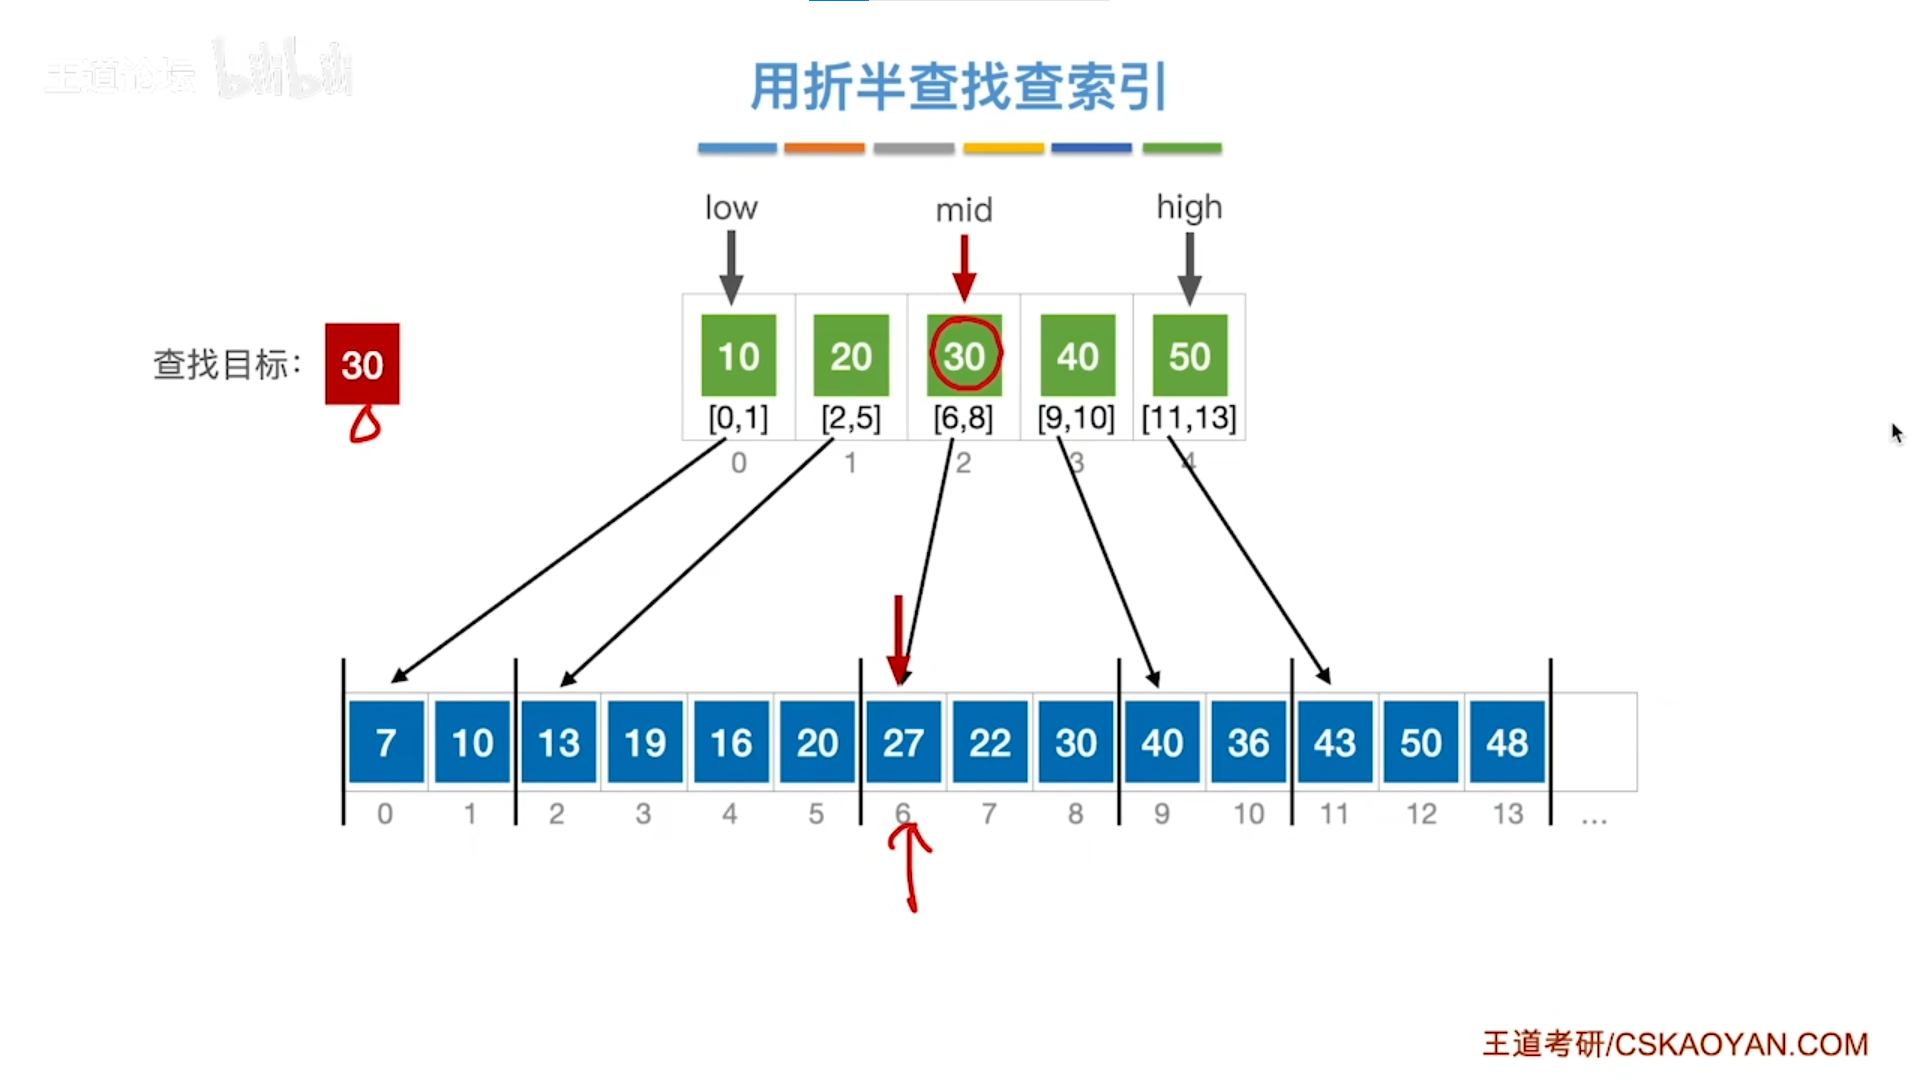 王道论坛 bilibili
用折半查找查索引
low mid high
查找目标： 30
10 20 30 40 50
[0,1] [2,5] [6,8] [9,10] [11,13]
0 1 2 3 4
7 10 13 19 16 20 27 22 30 40 36 43 50 48
0 1 2 3 4 5 6 7 8 9 10 11 12 13 ...
王道考研/CSKAOYAN.COM